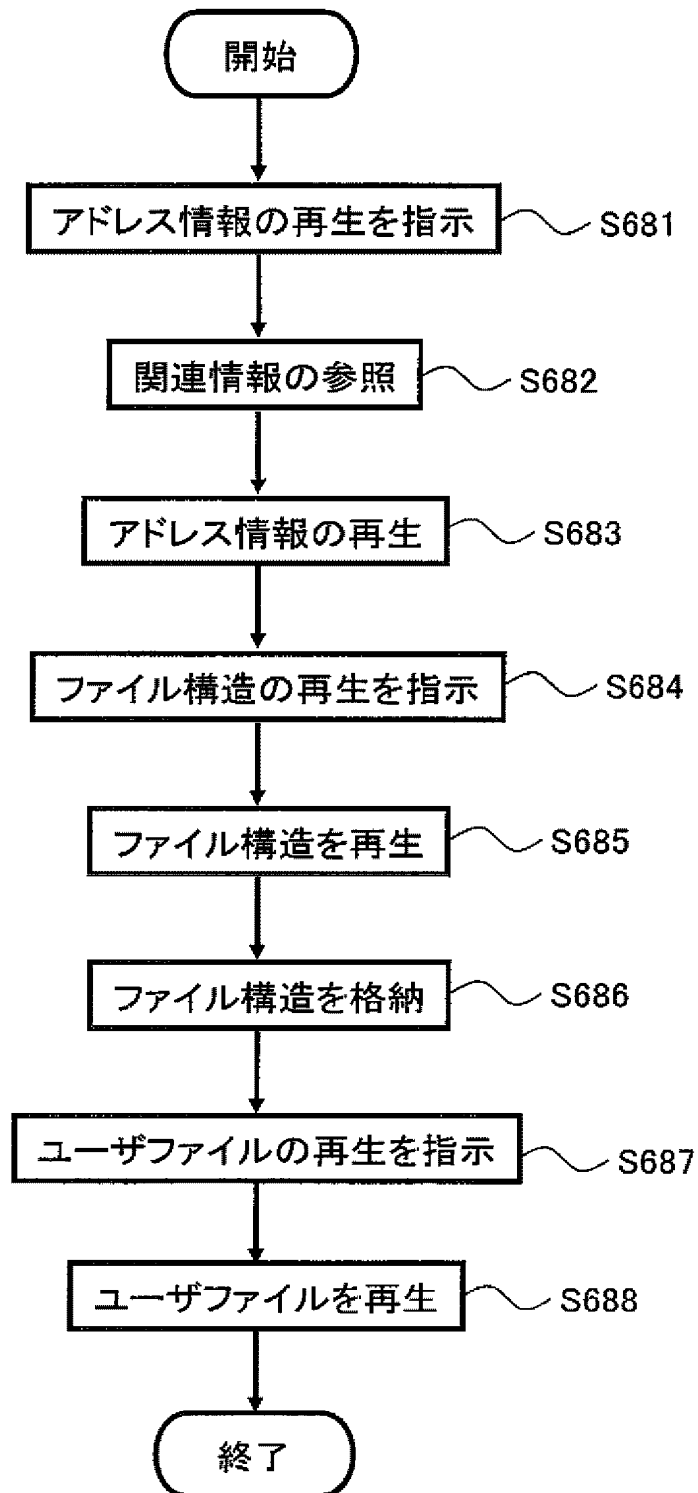 開始
アドレス情報の再生を指示 S681
関連情報の参照 S682
アドレス情報の再生 S683
ファイル構造の再生を指示 S684
ファイル構造を再生 S685
ファイル構造を格納 S686
ユーザファイルの再生を指示 S687
ユーザファイルを再生 S688
終了